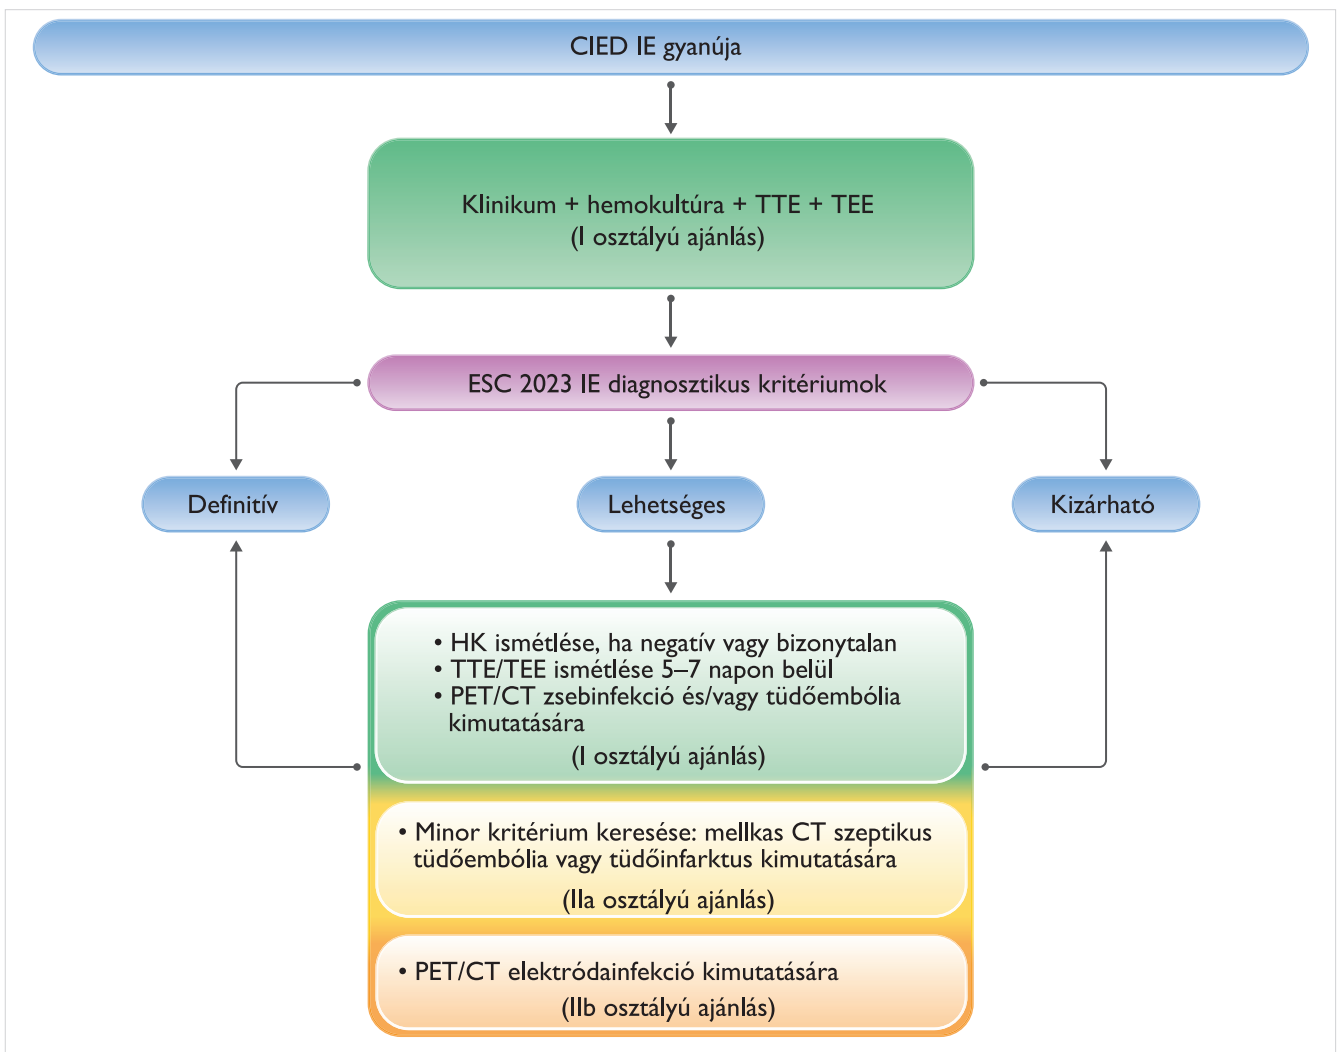 CIED IE gyanúja
Klinikum + hemokultúra + TTE + TEE
(I osztályú ajánlás)
ESC 2023 IE diagnosztikus kritériumok
Definitív
Lehetséges
Kizárható
• HK ismétlése, ha negatív vagy bizonytalan
• TTE/TEE ismétlése 5–7 napon belül
• PET/CT zsebinfekció és/vagy tüdőembólia
kimutatására
(I osztályú ajánlás)
• Minor kritérium keresése: mellkas CT szeptikus
tüdőembólia vagy tüdőinfarktus kimutatására
(IIa osztályú ajánlás)
• PET/CT elektródainfekció kimutatására
(IIb osztályú ajánlás)